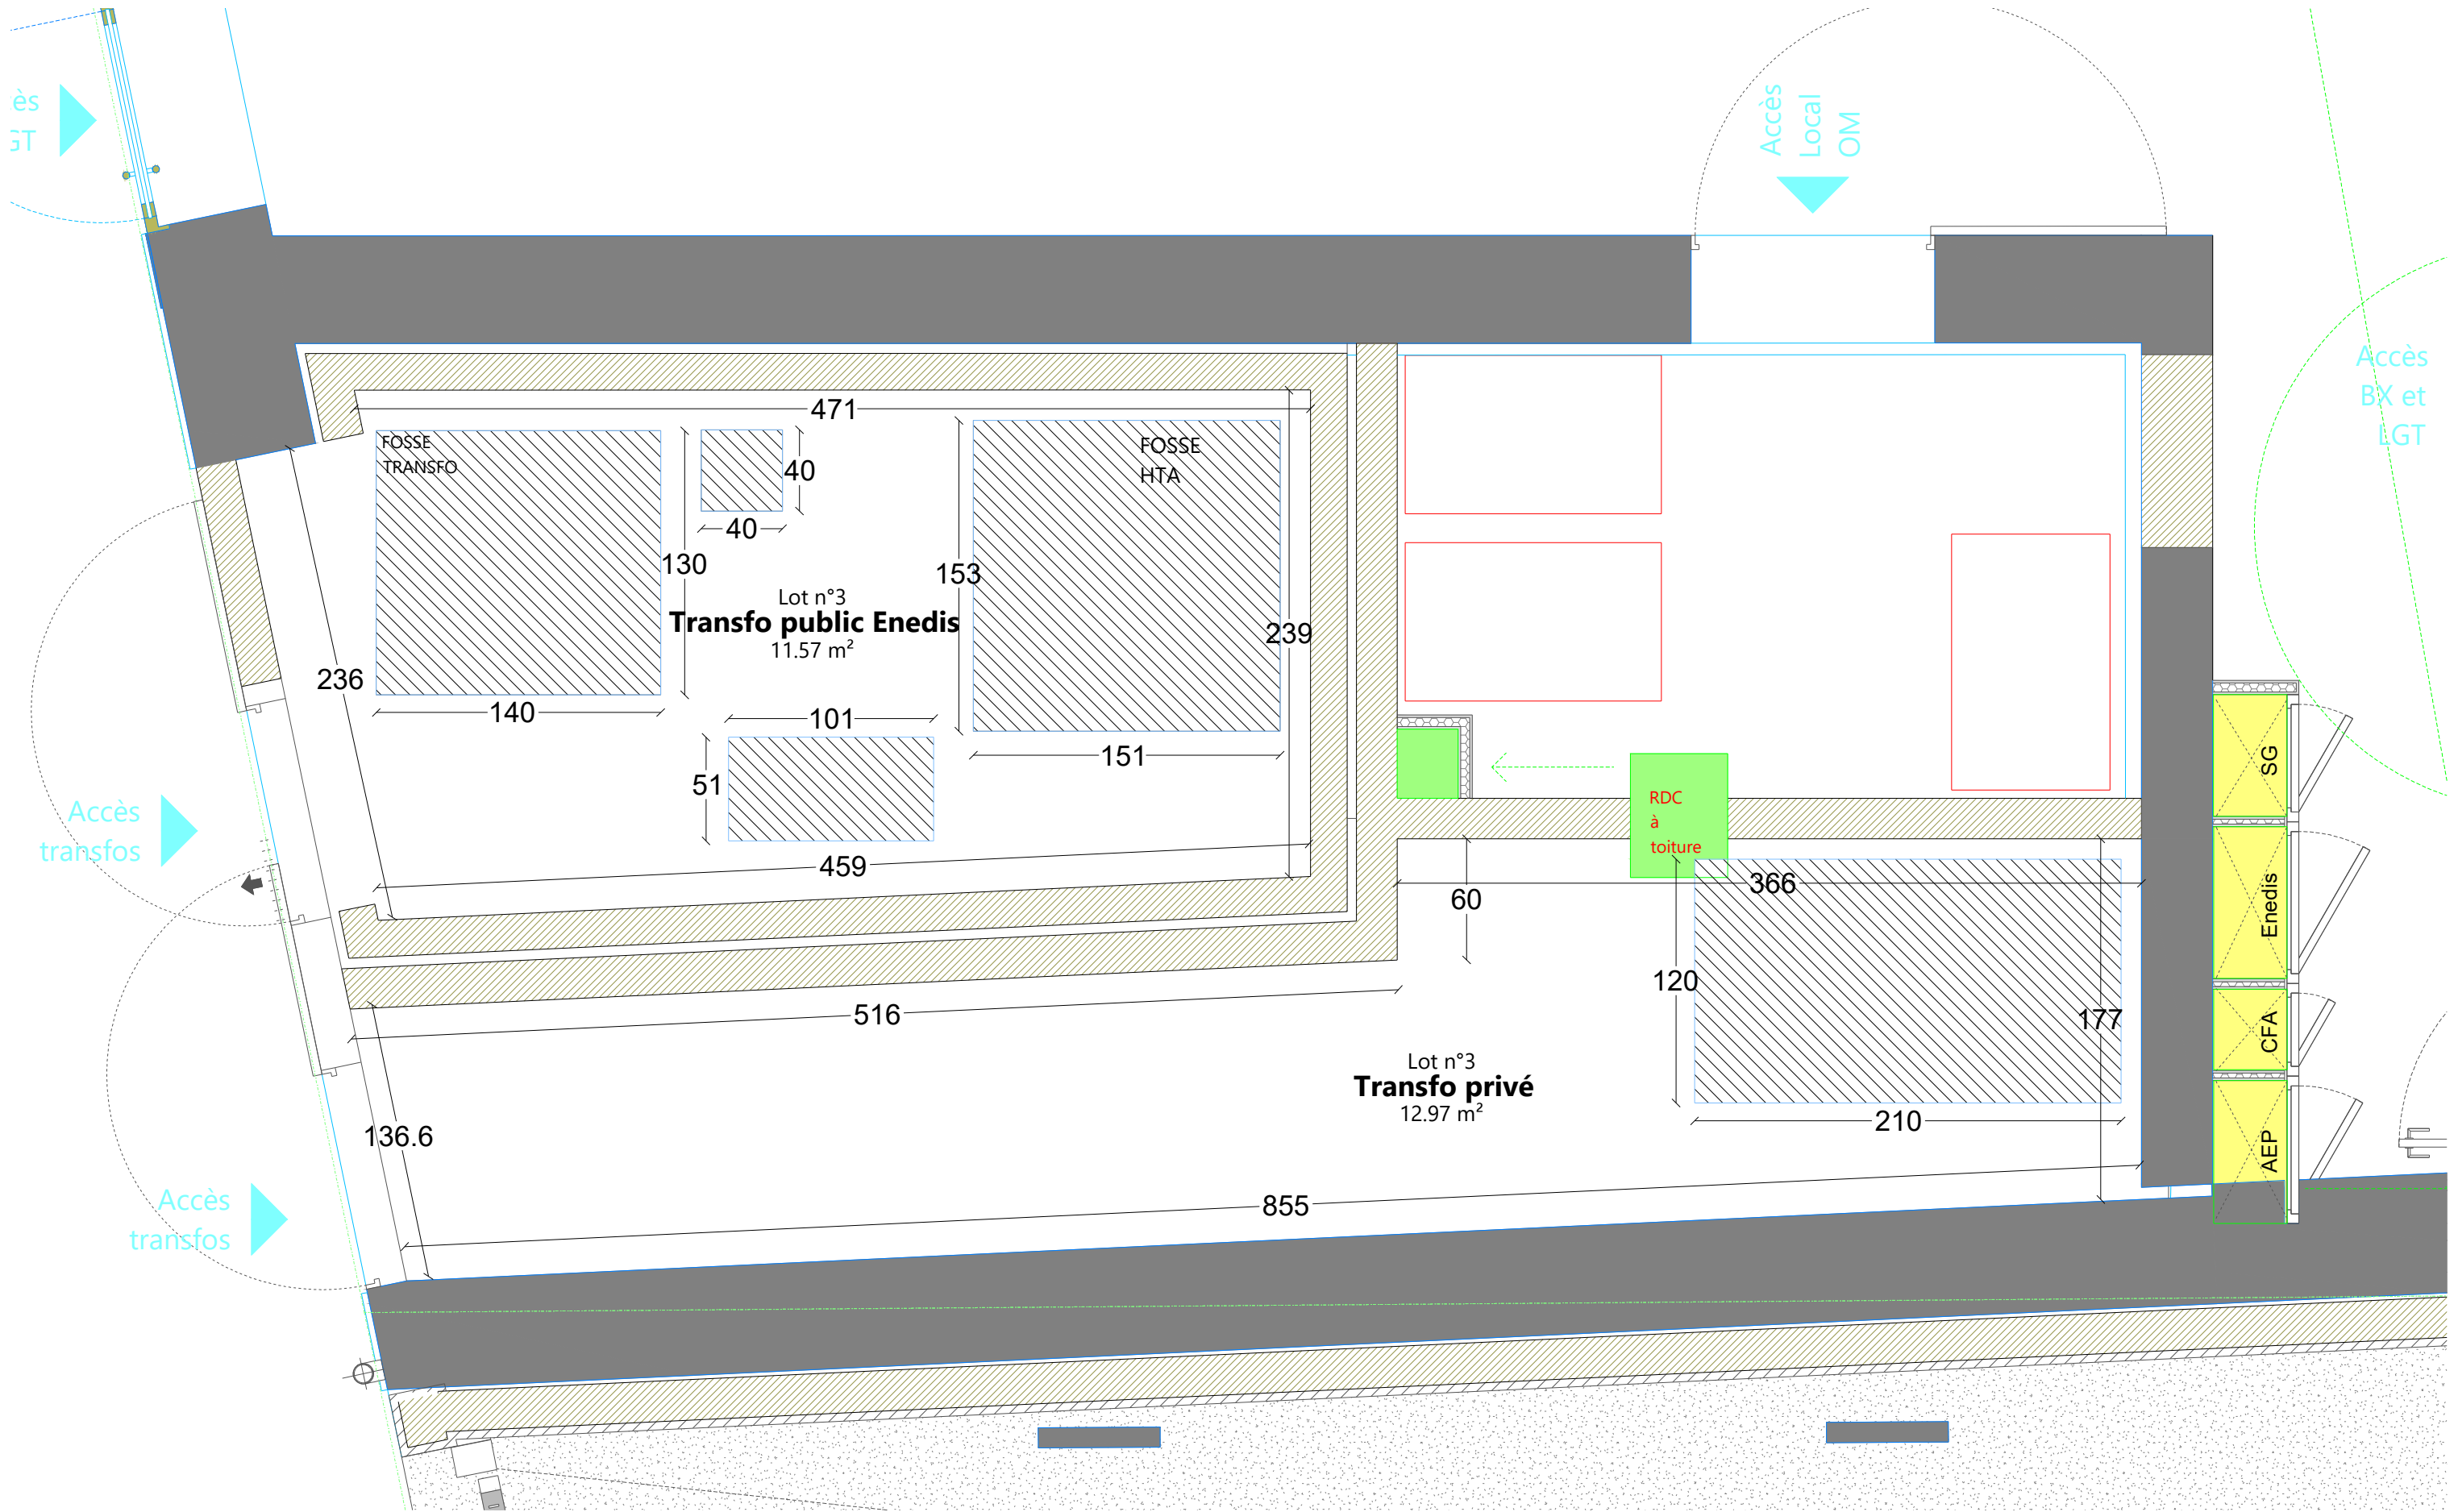 ès
GT
Accès
Local
OM
Accès
BX et
LGT
471
FOSSE
TRANSFO
40
40
FOSSE
HTA
130
153
Lot n°3
Transfo public Enedis
11.57 m²
239
236
140
101
151
51
459
SG
RDC
à
toiture
366
60
Enedis
Accès
transfos
120
177
516
CFA
Lot n°3
Transfo privé
12.97 m²
210
136.6
AEP
855
Accès
transfos